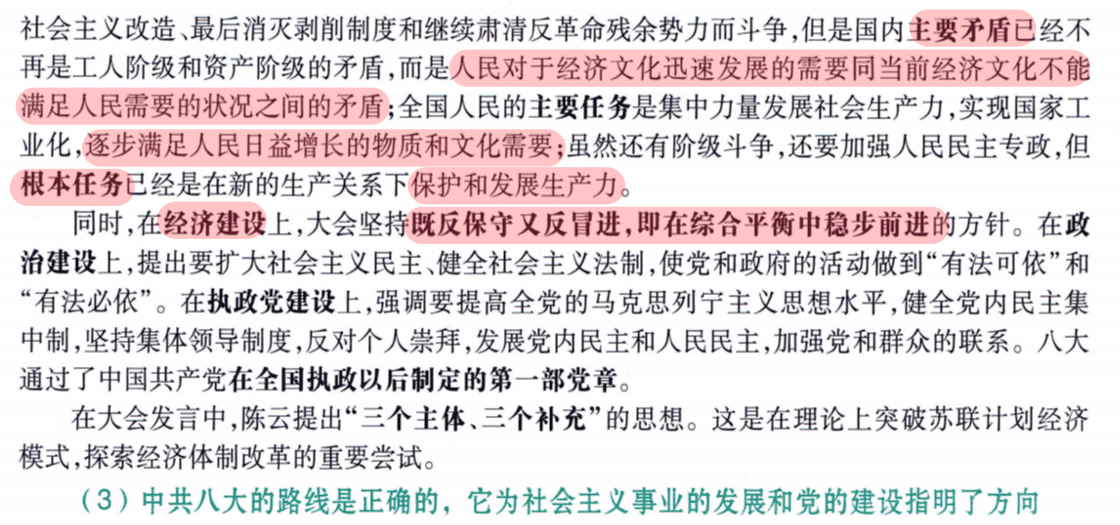 社会主义改造、最后消灭剥削制度和继续肃清反革命残余势力而斗争,但是国内主要矛盾已经不
再是工人阶级和资产阶级的矛盾,而是人民对于经济文化迅速发展的需要同当前经济文化不能
满足人民需要的状况之间的矛盾;全国人民的主要任务是集中力量发展社会生产力,实现国家工
业化,逐步满足人民日益增长的物质和文化需要;虽然还有阶级斗争,还要加强人民民主专政,但
根本任务已经是在新的生产关系下保护和发展生产力。
同时,在经济建设上,大会坚持既反保守又反冒进,即在综合平衡中稳步前进的方针。在政
治建设上,提出要扩大社会主义民主、健全社会主义法制,使党和政府的活动做到“有法可依”和
“有法必依”。在执政党建设上,强调要提高全党的马克思列宁主义思想水平,健全党内民主集
中制,坚持集体领导制度,反对个人崇拜,发展党内民主和人民民主,加强党和群众的联系。八大
通过了中国共产党在全国执政以后制定的第一部党章。
在大会发言中,陈云提出“三个主体、三个补充”的思想。这是在理论上突破苏联计划经济
模式,探索经济体制改革的重要尝试。
(3)中共八大的路线是正确的,它为社会主义事业的发展和党的建设指明了方向